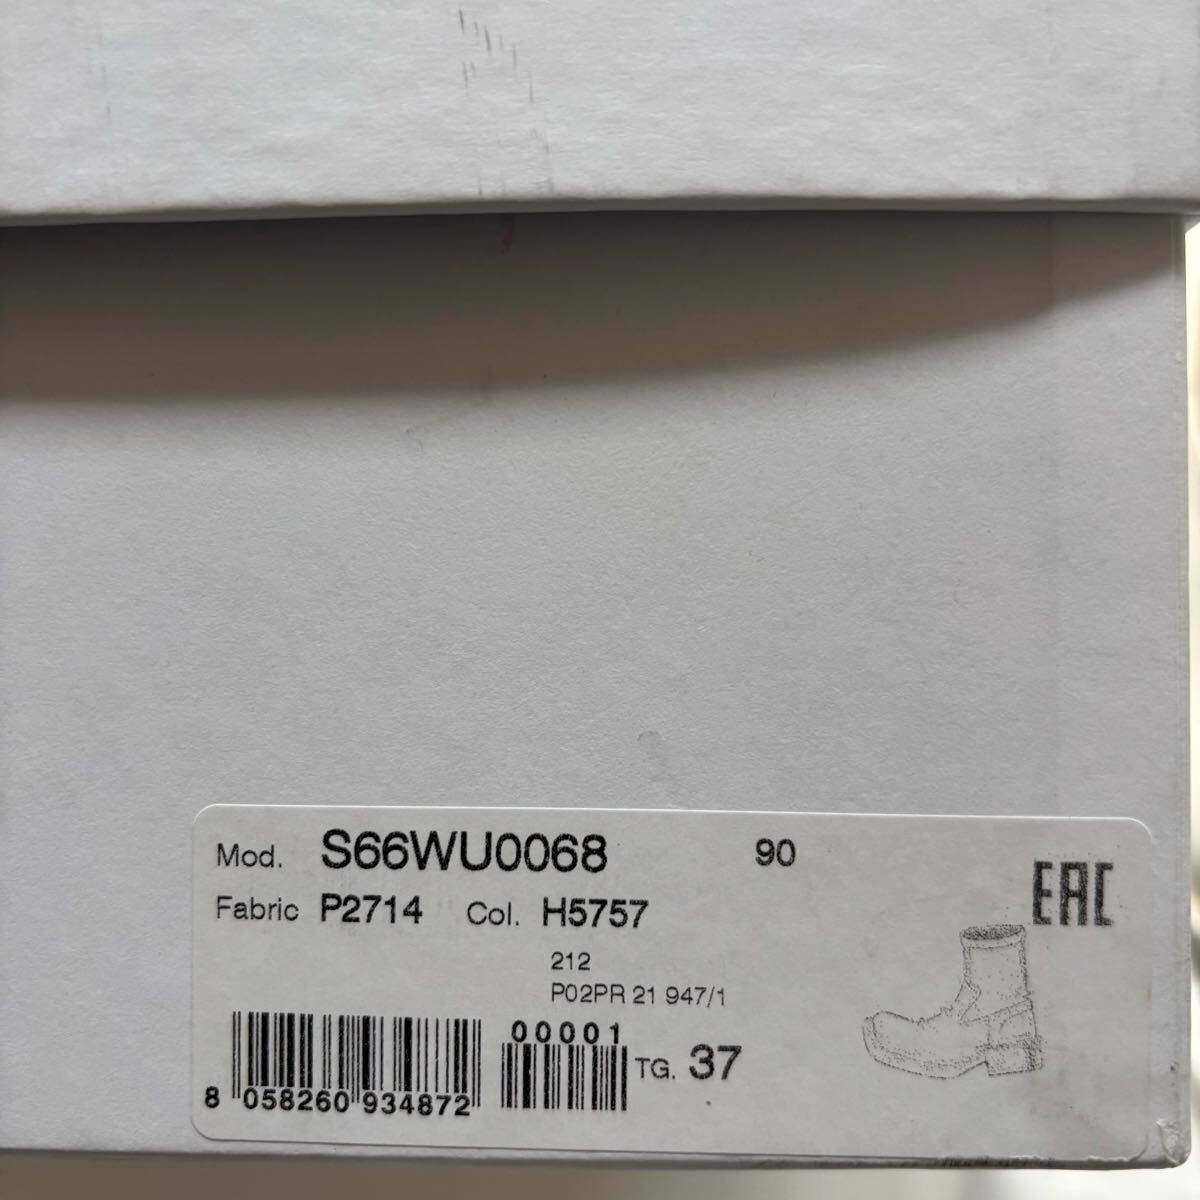 Mod. S66WU0068 90
Fabric P2714 Col. H5757
EAC
212
P02PR 21 947/1
00001
TG. 37
8 058260 934872